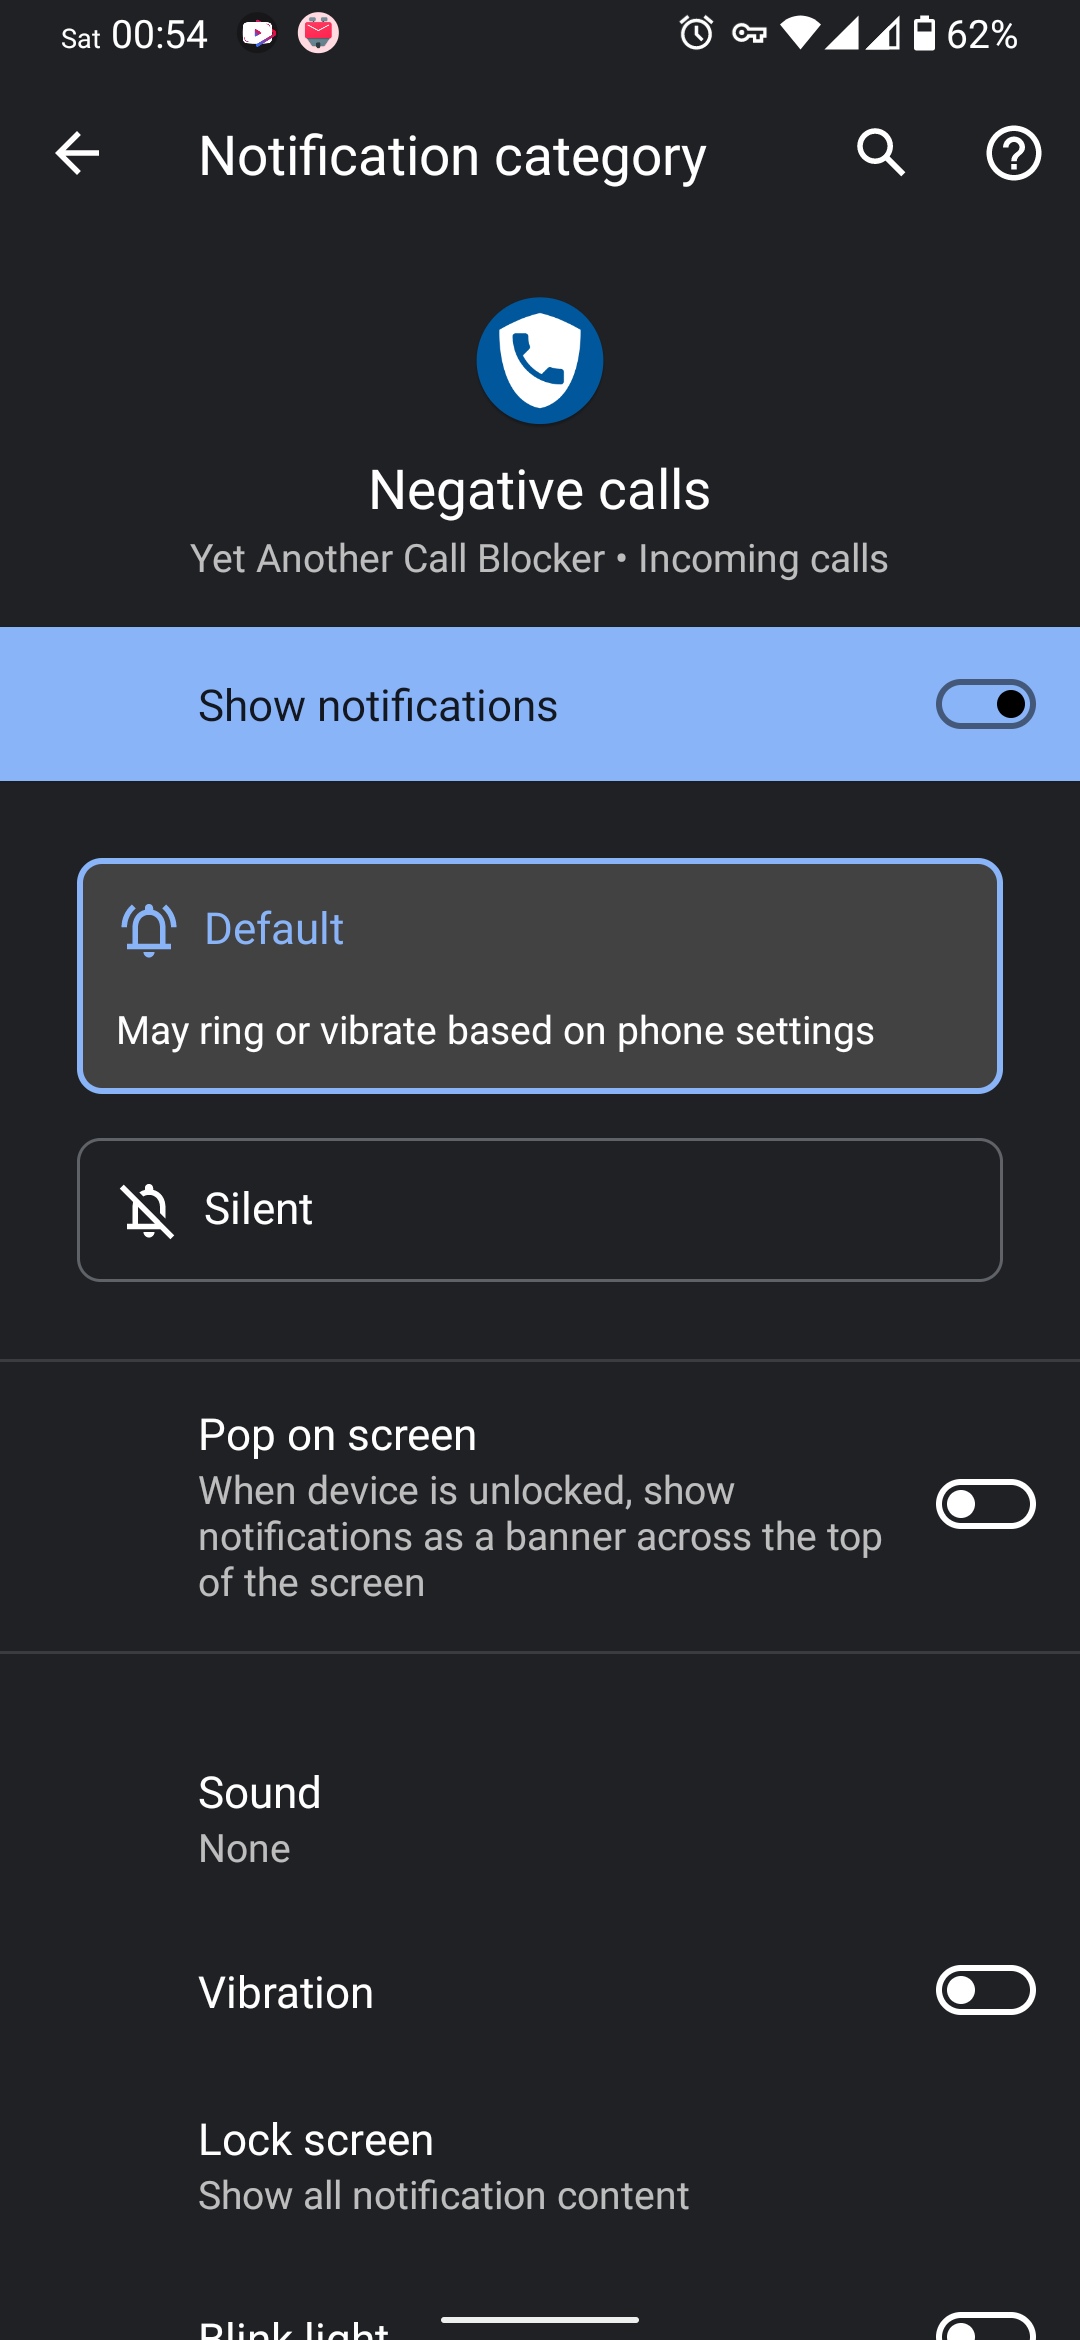 Sat 00:54 62%
Notification category
Negative calls
Yet Another Call Blocker • Incoming calls
Show notifications
Default
May ring or vibrate based on phone settings
Silent
Pop on screen
When device is unlocked, show
notifications as a banner across the top
of the screen
Sound
None
Vibration
Lock screen
Show all notification content
Blink light